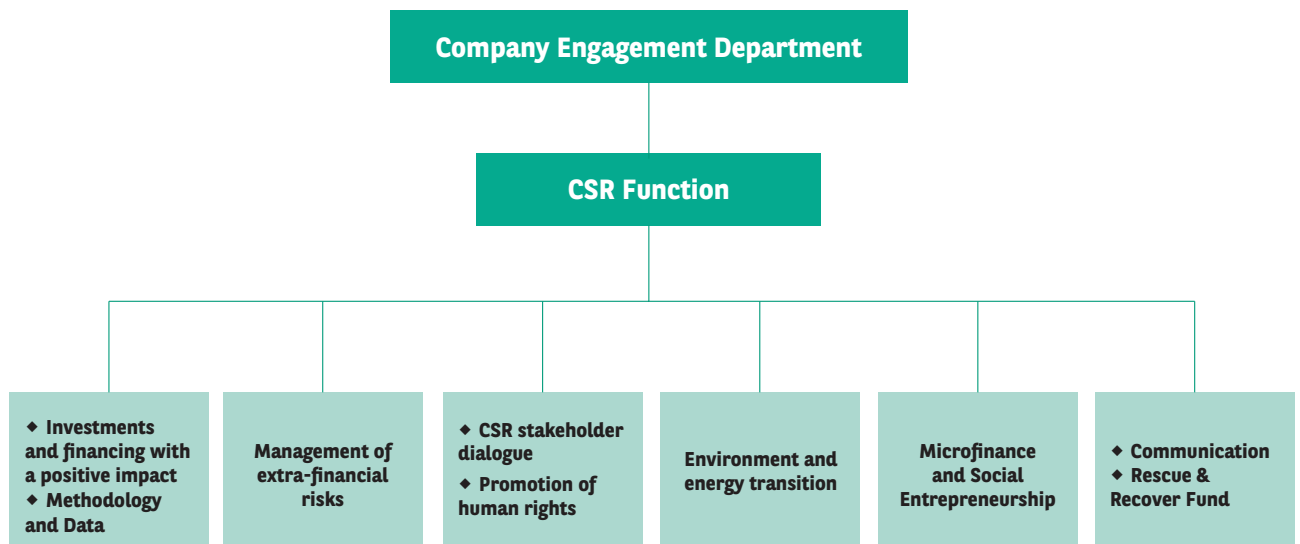 Company Engagement Department
CSR Function
◆ Investments
and financing with
a positive impact
◆ Methodology
and Data
Management of
extra-financial
risks
◆ CSR stakeholder
dialogue
◆ Promotion of
human rights
Environment and
energy transition
Microfinance
and Social
Entrepreneurship
◆ Communication
◆ Rescue &
Recover Fund